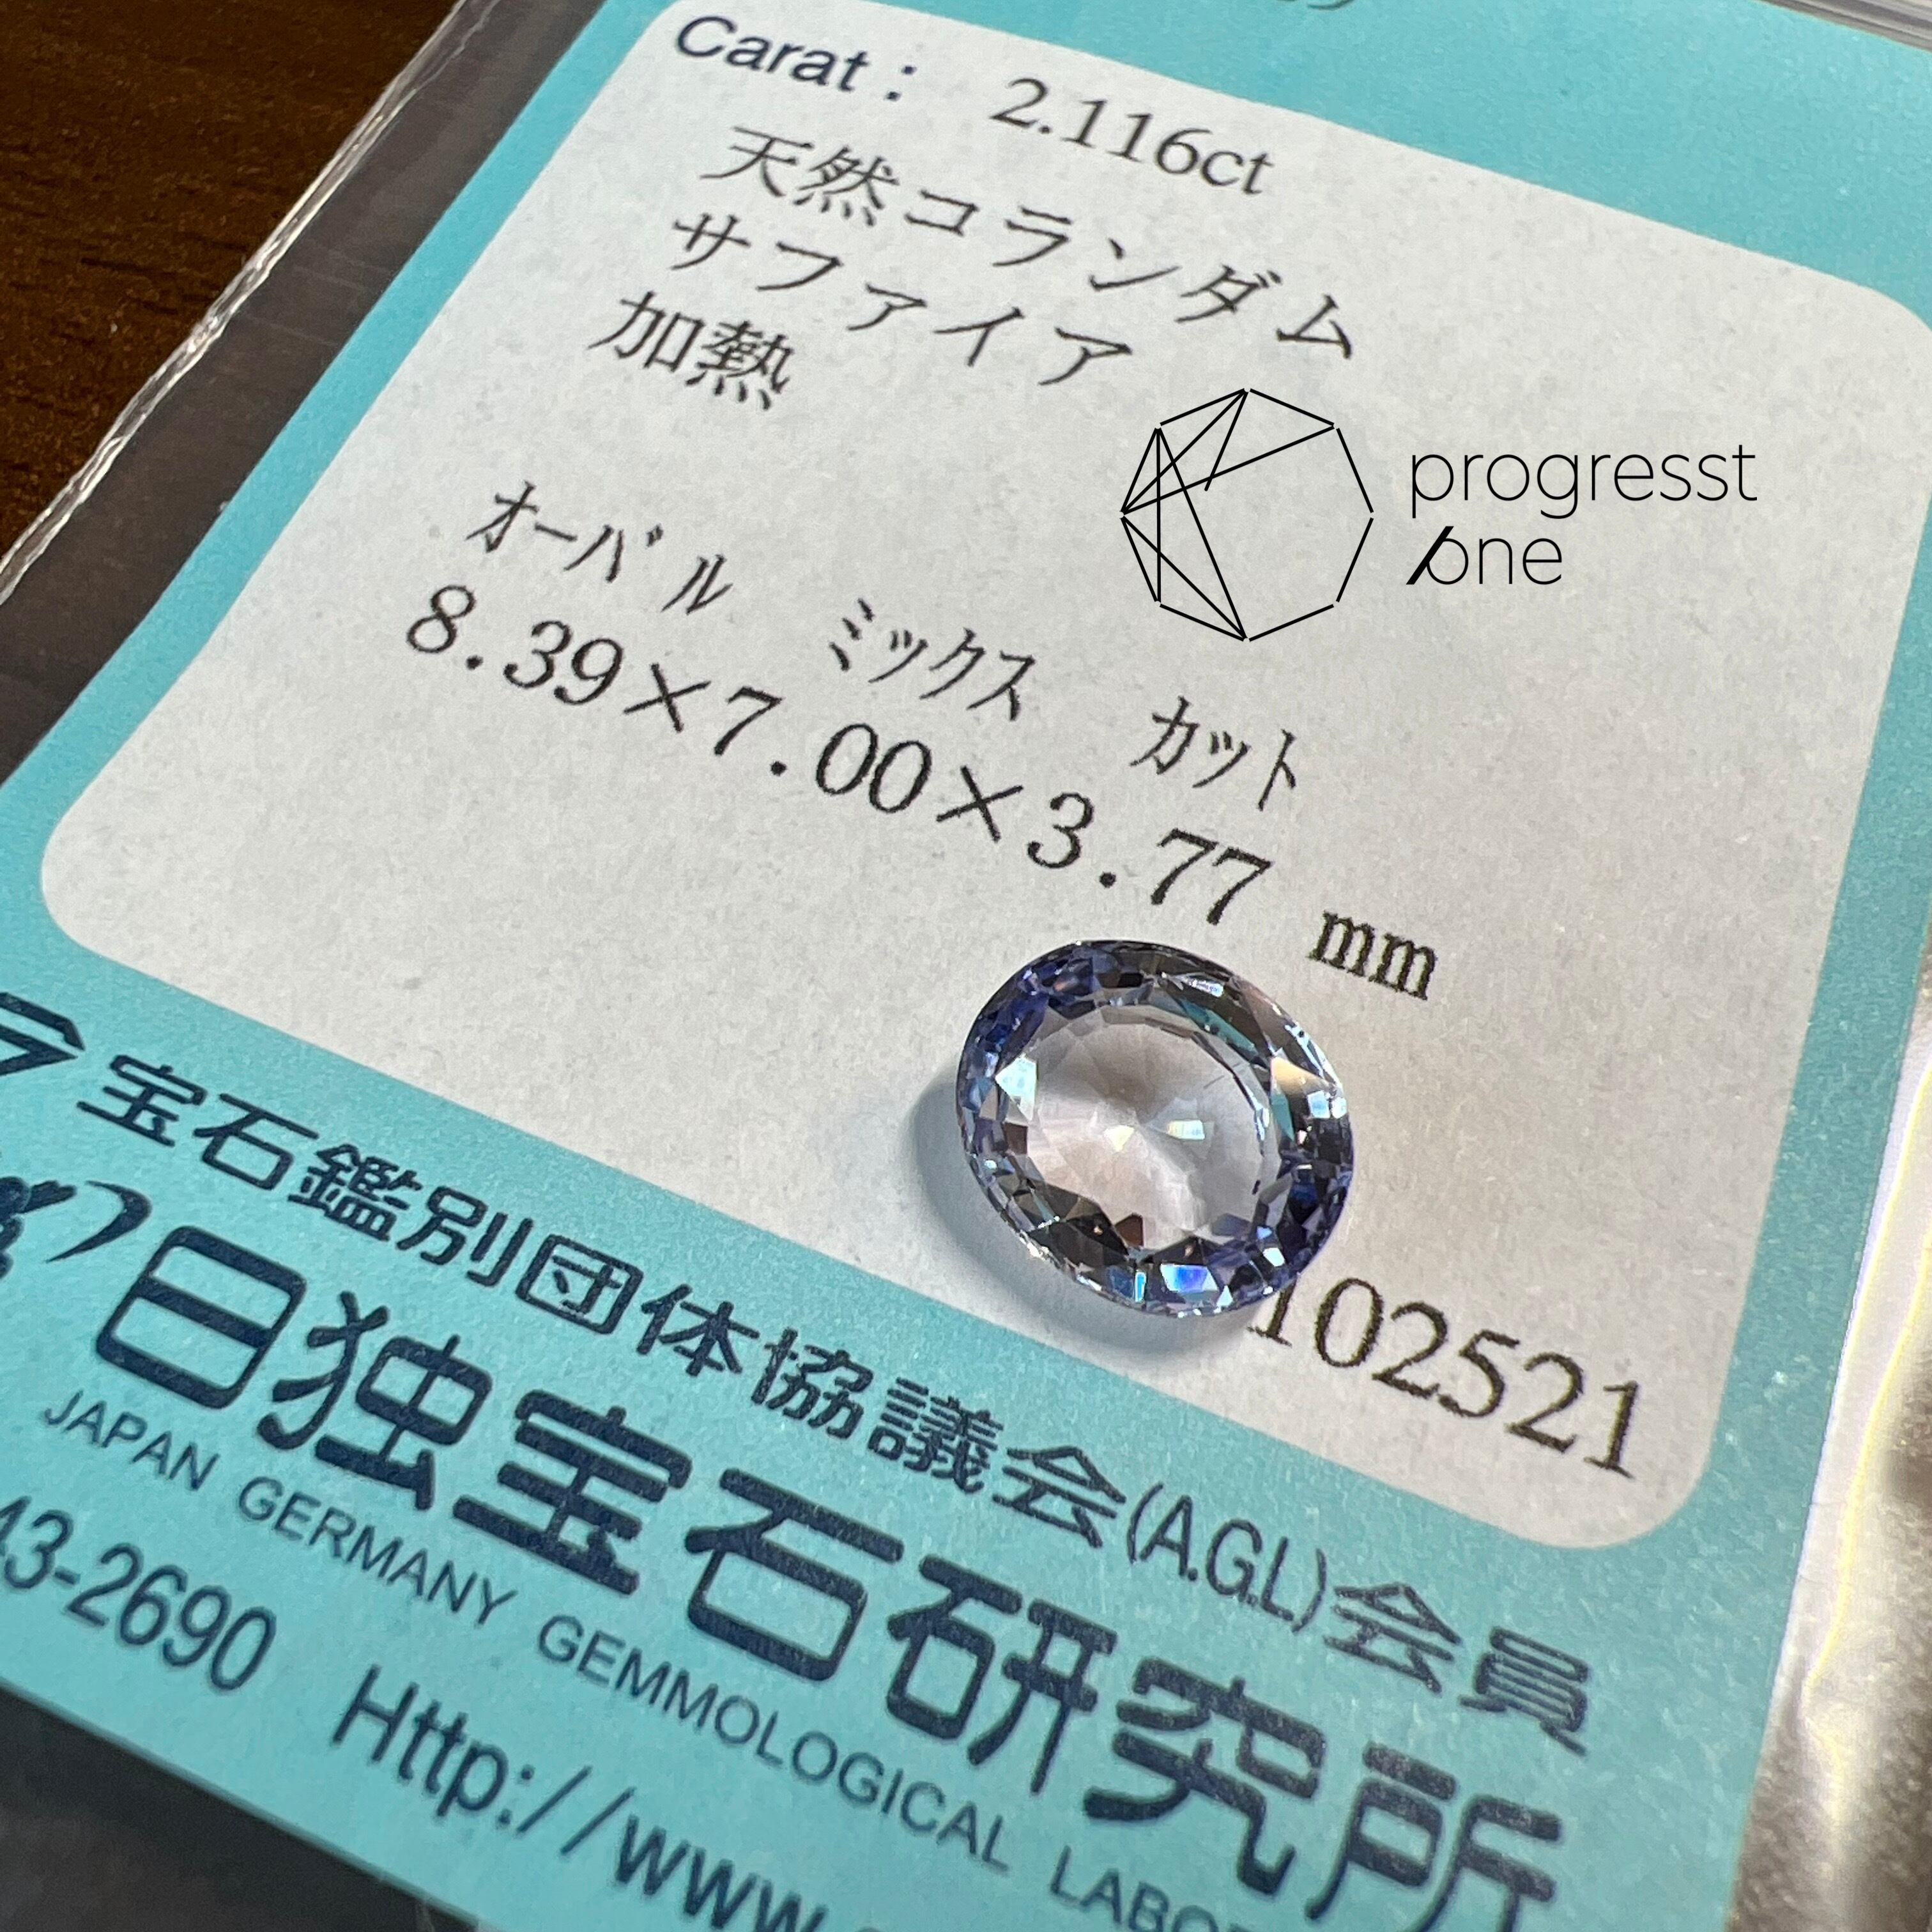 Carat : 2.116ct
天然コランダム
サファイア
加熱
progresst
one
オーバル ミックス カット
8.39×7.00×3.77 mm
102521
宝石鑑別団体協議会(A.G.L)会員
日独宝石研究所
JAPAN GERMANY GEMMOLOGICAL
43-2690 Http://www.